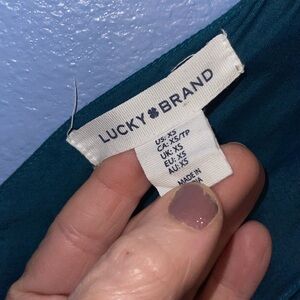 LUCKY BRAND
US: XS
CA: XS/TP
UK: XS
EU: XS
AU: XS
MADE IN